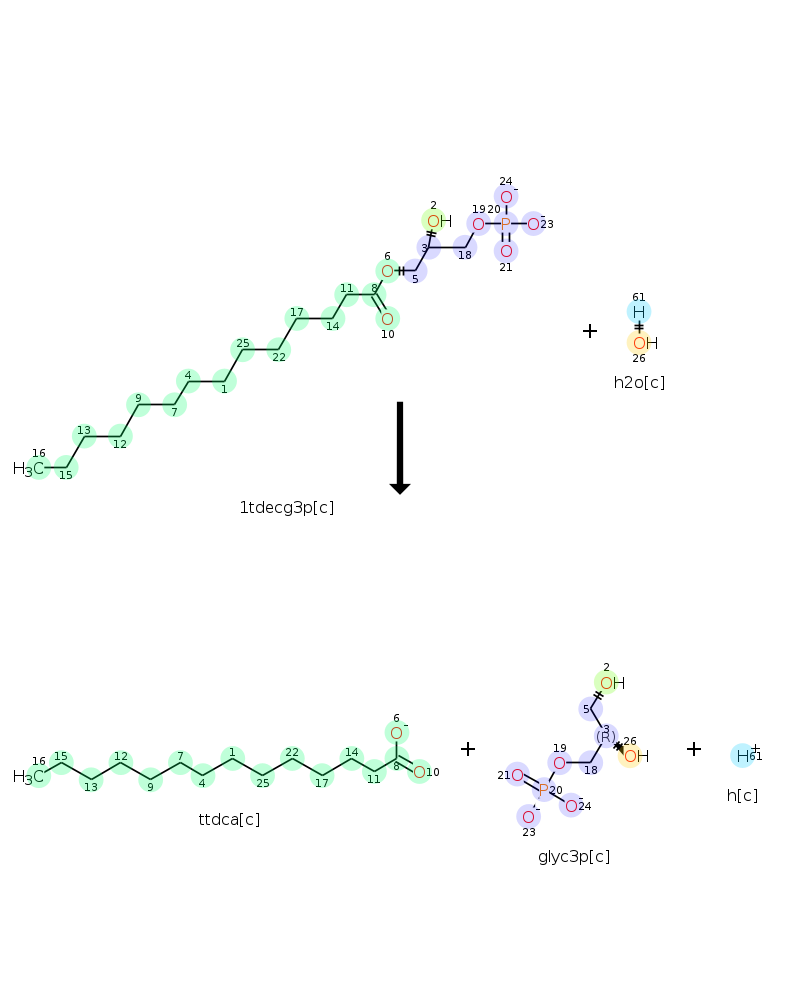 24
O-
2
OH
19 20
O P O- 23
3
O
18
21
6
O
5
11 8
O
10
17
14
61
H
+
OH
26
h2o[c]
25
22
4
1
9
7
13
12
16
H3C
15
1tdecg3p[c]
2
OH
5
3
(R)
26
OH
6
O-
8
O 10
+
19
O
18
+
H+
61
16
H3C
15
12
7
1
22
14
13
9
4
25
17
11
21 O
P 20
O- 24
O-
23
h[c]
ttdca[c]
glyc3p[c]